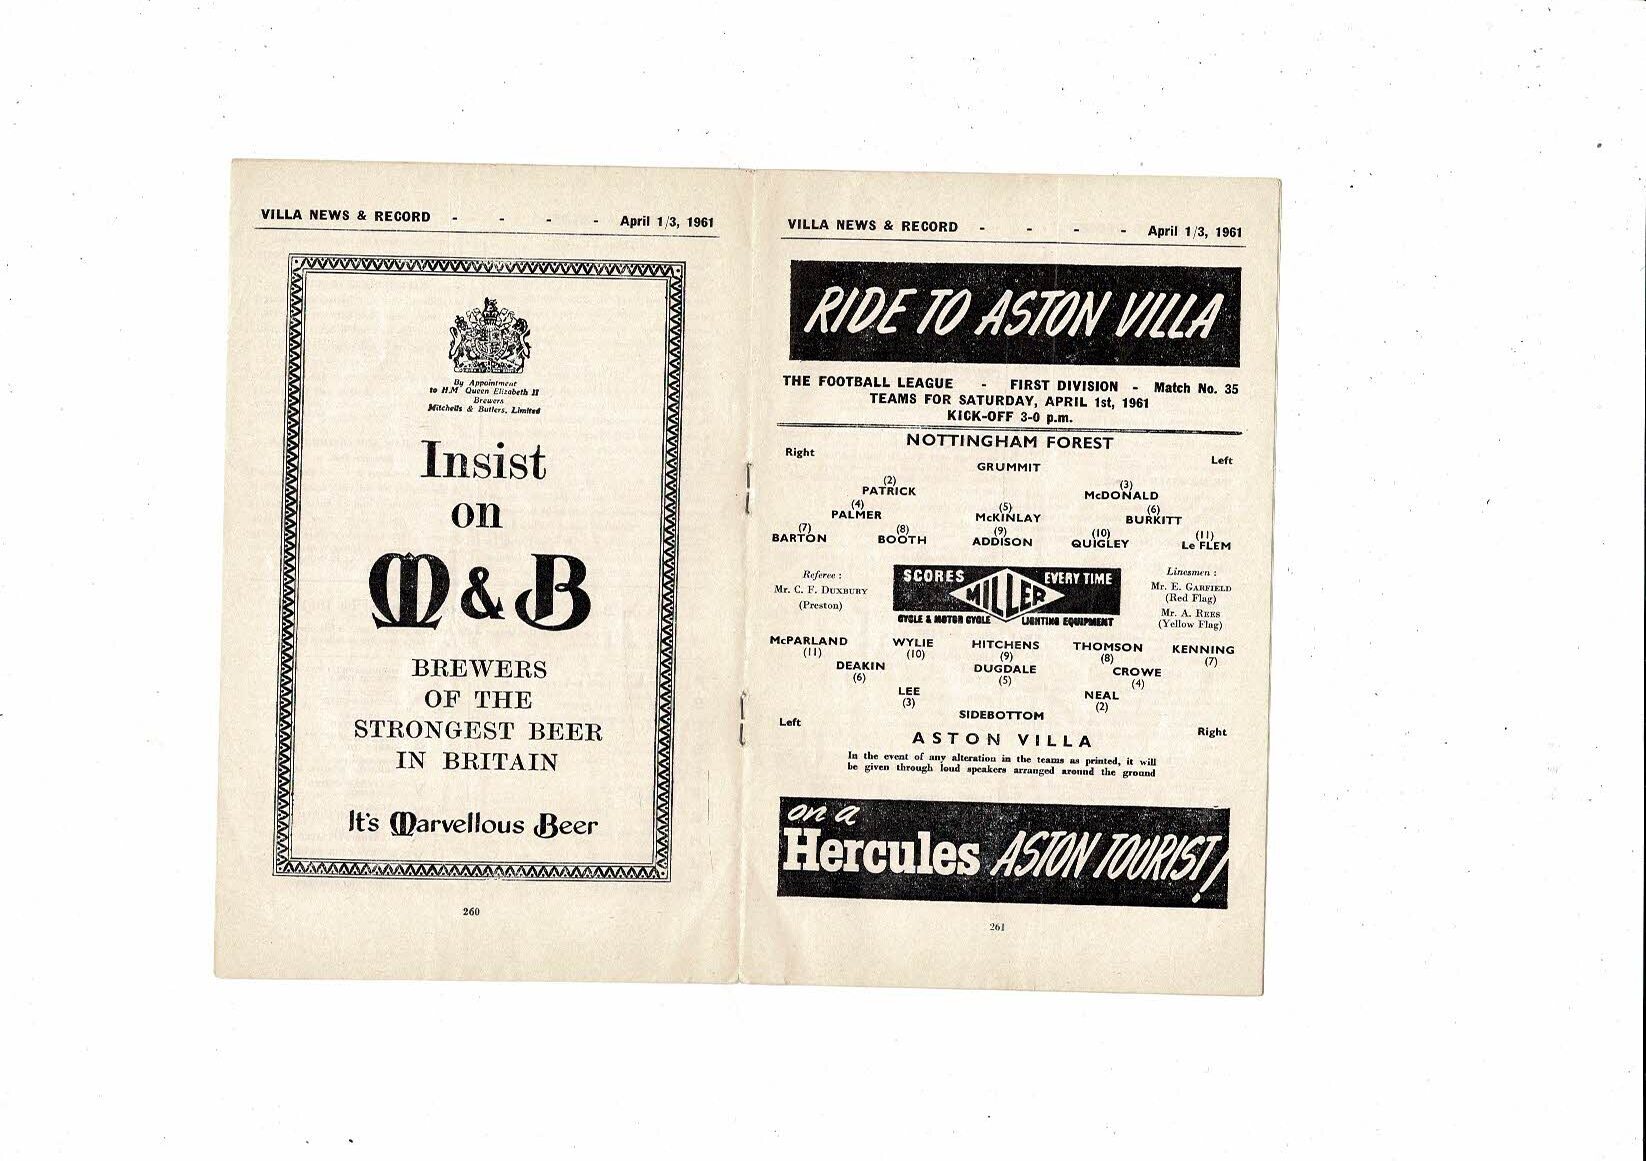 VILLA NEWS & RECORD - - - - April 1/3, 1961
By Appointment
to H.M Queen Elizabeth II
Brewers
Mitchells & Butlers, Limited
Insist
on
M & B
BREWERS
OF THE
STRONGEST BEER
IN BRITAIN
It's Marvellous Beer
260
VILLA NEWS & RECORD - - - - April 1/3, 1961
RIDE TO ASTON VILLA
THE FOOTBALL LEAGUE - FIRST DIVISION - Match No. 35
TEAMS FOR SATURDAY, APRIL 1st, 1961
KICK-OFF 3-0 p.m.
NOTTINGHAM FOREST
Right Left
GRUMMIT
(2) (3)
PATRICK McDONALD
(4) (5) (6)
PALMER McKINLAY BURKITT
(7) (8) (9) (10) (11)
BARTON BOOTH ADDISON QUIGLEY Le FLEM
Referee :
Mr. C. F. DUXBURY
(Preston)
SCORES EVERY TIME
MILLER
CYCLE & MOTOR CYCLE LIGHTING EQUIPMENT
Linesmen :
Mr. E. GARFIELD
(Red Flag)
Mr. A. REES
(Yellow Flag)
McPARLAND WYLIE HITCHENS THOMSON KENNING
(11) (10) (9) (8) (7)
DEAKIN DUGDALE CROWE
(6) (5) (4)
LEE NEAL
(3) (2)
SIDEBOTTOM
Left Right
ASTON VILLA
In the event of any alteration in the teams as printed, it will
be given through loud speakers arranged around the ground
on a
Hercules ASTON TOURIST!
261